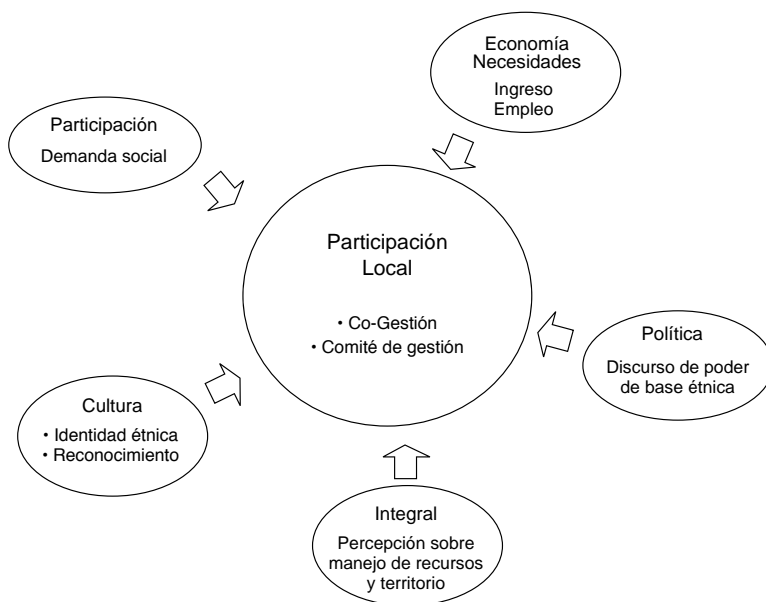 Economía
Necesidades
Ingreso
Empleo
Participación
Demanda social
Participación
Local
• Co-Gestión
• Comité de gestión
Política
Discurso de poder
de base étnica
Cultura
• Identidad étnica
• Reconocimiento
Integral
Percepción sobre
manejo de recursos
y territorio